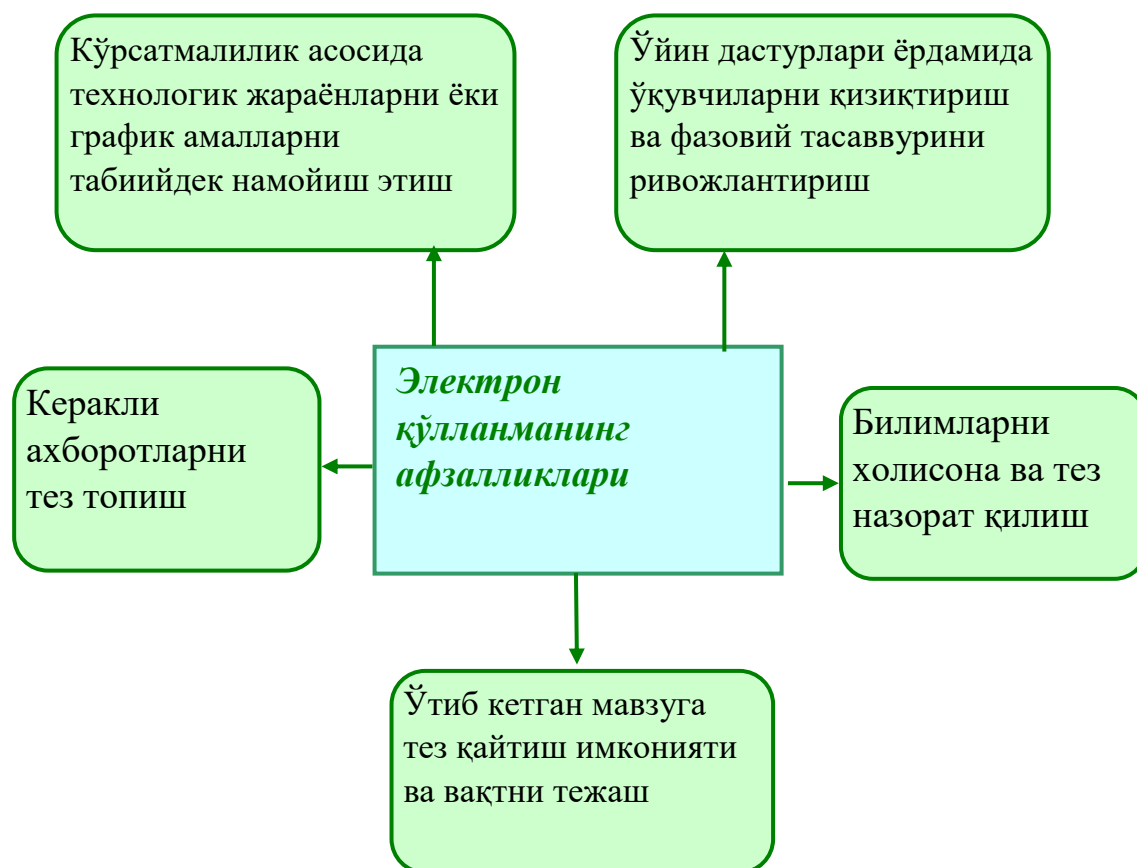 Кўрсатмалилик асосида
технологик жараёнларни ёки
график амалларни
табиийдек намойиш этиш
Ўйин дастурлари ёрдамида
ўқувчиларни қизиқтириш
ва фазовий тасаввурини
ривожлантириш
Керакли
ахборотларни
тез топиш
Электрон
қўлланманинг
афзалликлари
Билимларни
холисона ва тез
назорат қилиш
Ўтиб кетган мавзуга
тез қайтиш имконияти
ва вақтни тежаш